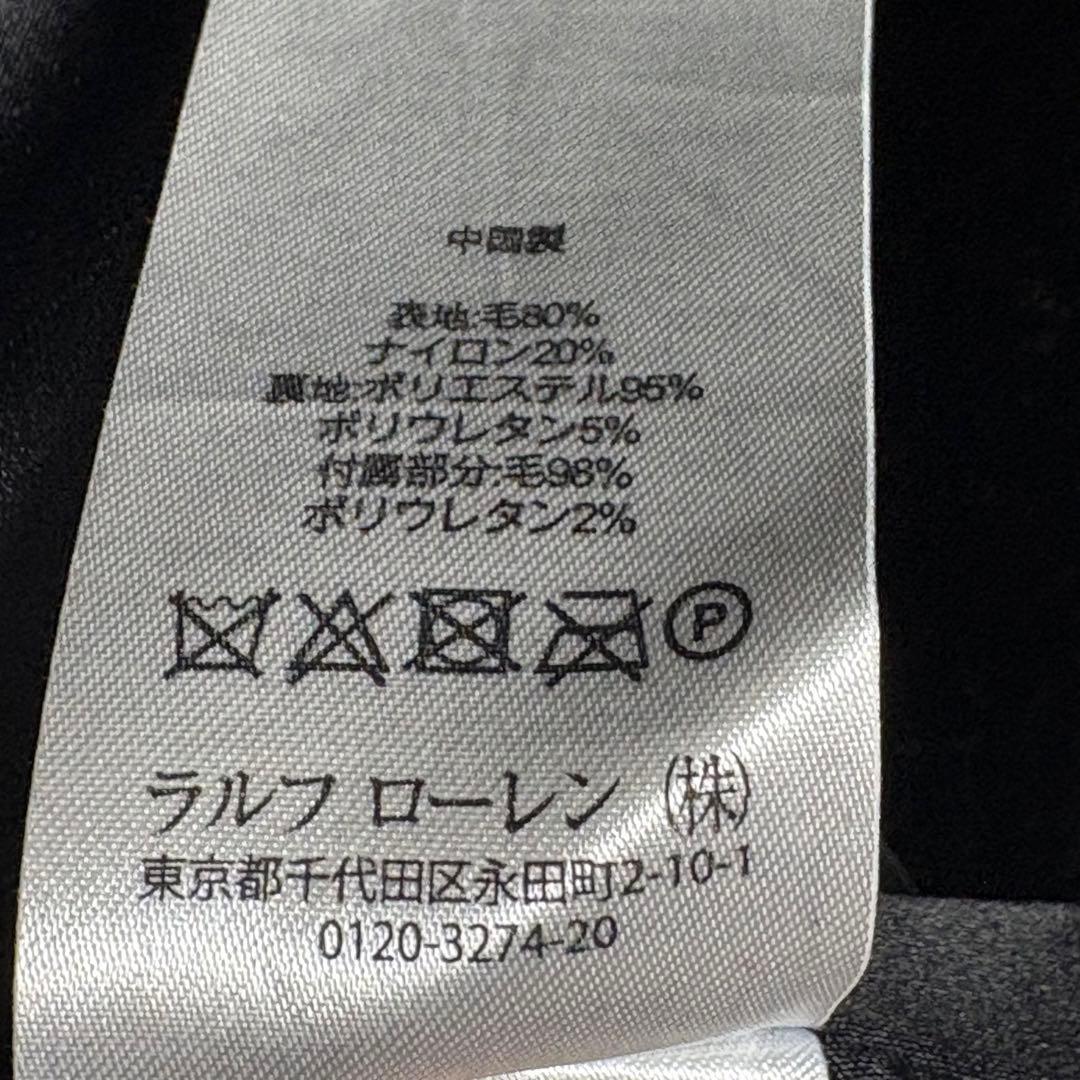 中国製
表地:毛80%
ナイロン20%
裏地:ポリエステル95%
ポリウレタン5%
付属部分:毛98%
ポリウレタン2%
P
ラルフ ローレン ㈱
東京都千代田区永田町2-10-1
0120-3274-20